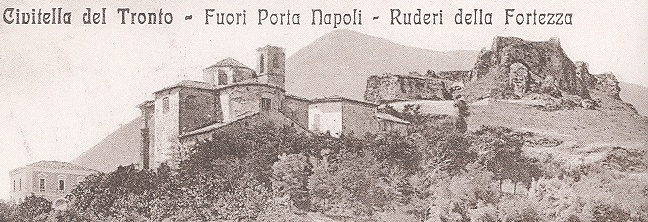 Civitella del Tronto - Fuori Porta Napoli - Ruderi della Fortezza